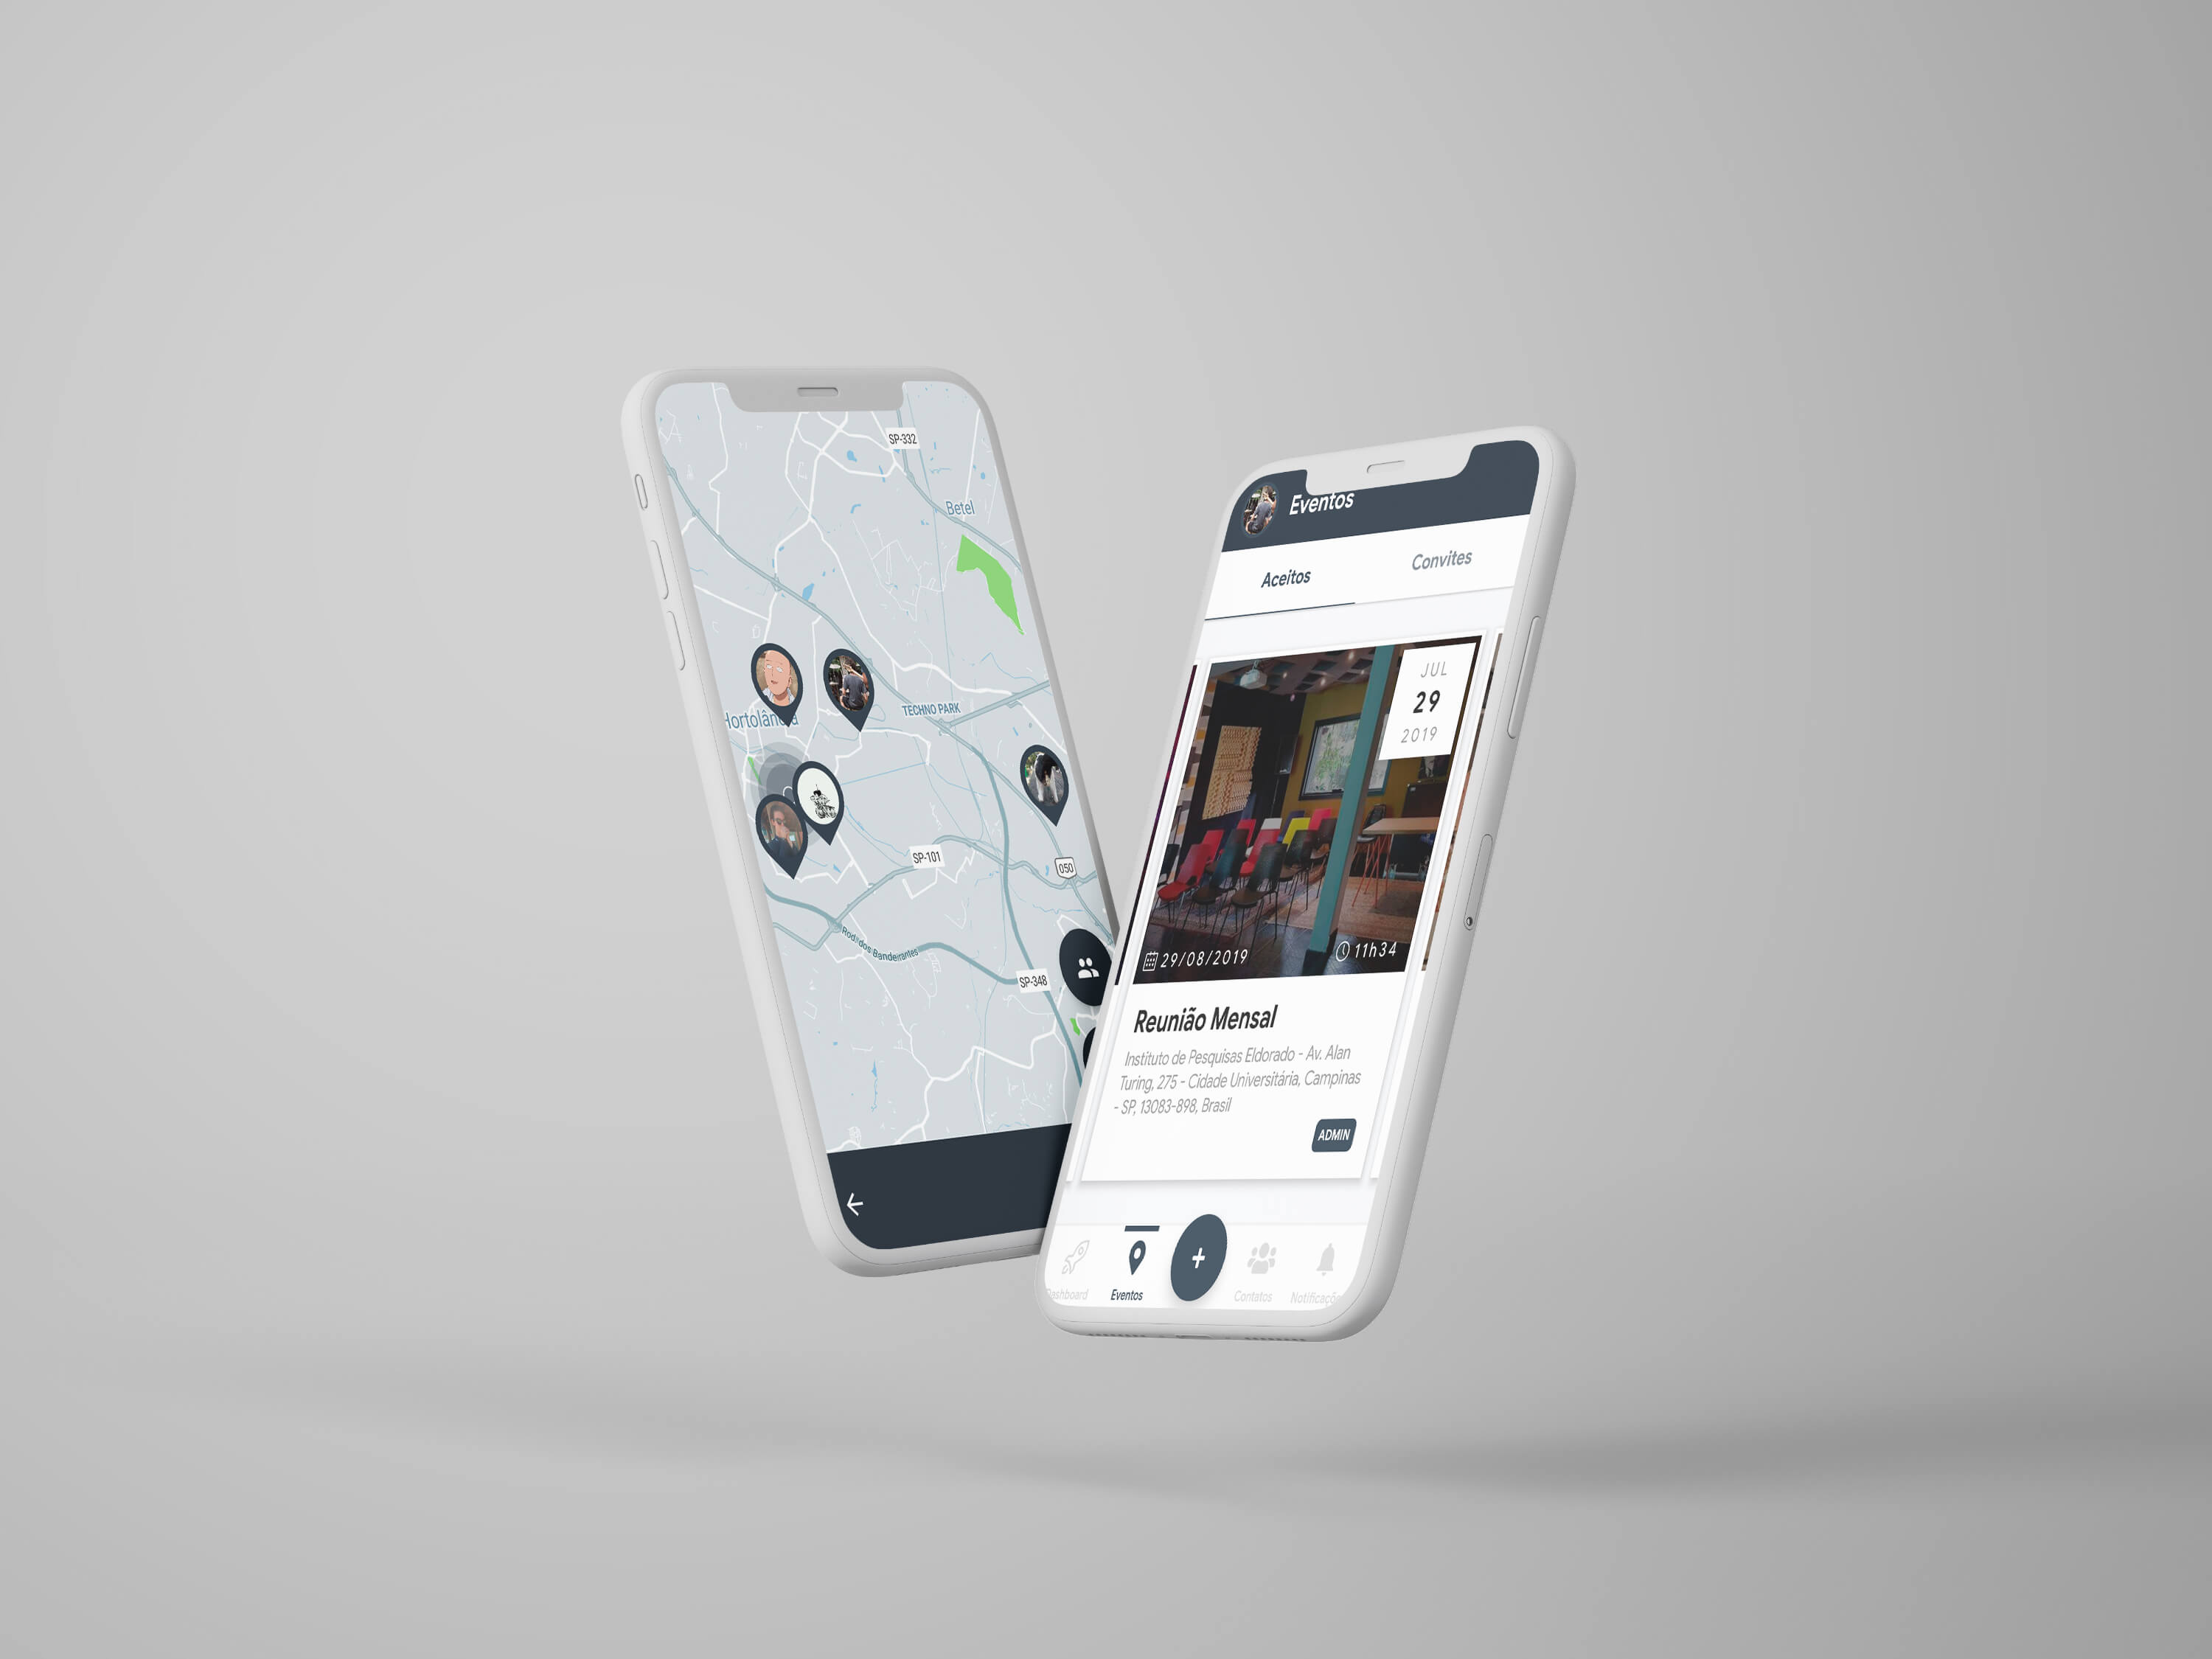 SP-332
Betel
Hortolândia
TECHNO PARK
SP-101
050
Rod. dos Bandeirantes
SP-348
Eventos
Aceitos
Convites
JUL
29
2019
29/08/2019
11h34
Reunião Mensal
Instituto de Pesquisas Eldorado - Av. Alan
Turing, 275 - Cidade Universitária, Campinas
- SP, 13083-898, Brasil
ADMIN
+
Dashboard
Eventos
Contatos
Notificaçõe